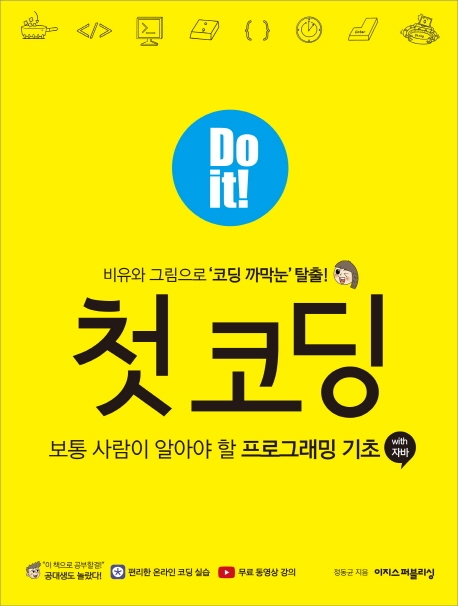 Do
it!
비유와 그림으로 ‘코딩 까막눈’ 탈출!
첫 코딩
보통 사람이 알아야 할 프로그래밍 기초
with
자바
"이 책으로 공부할걸!"
공대생도 놀랐다!
편리한 온라인 코딩 실습
무료 동영상 강의
정동균 지음
이지스퍼블리싱